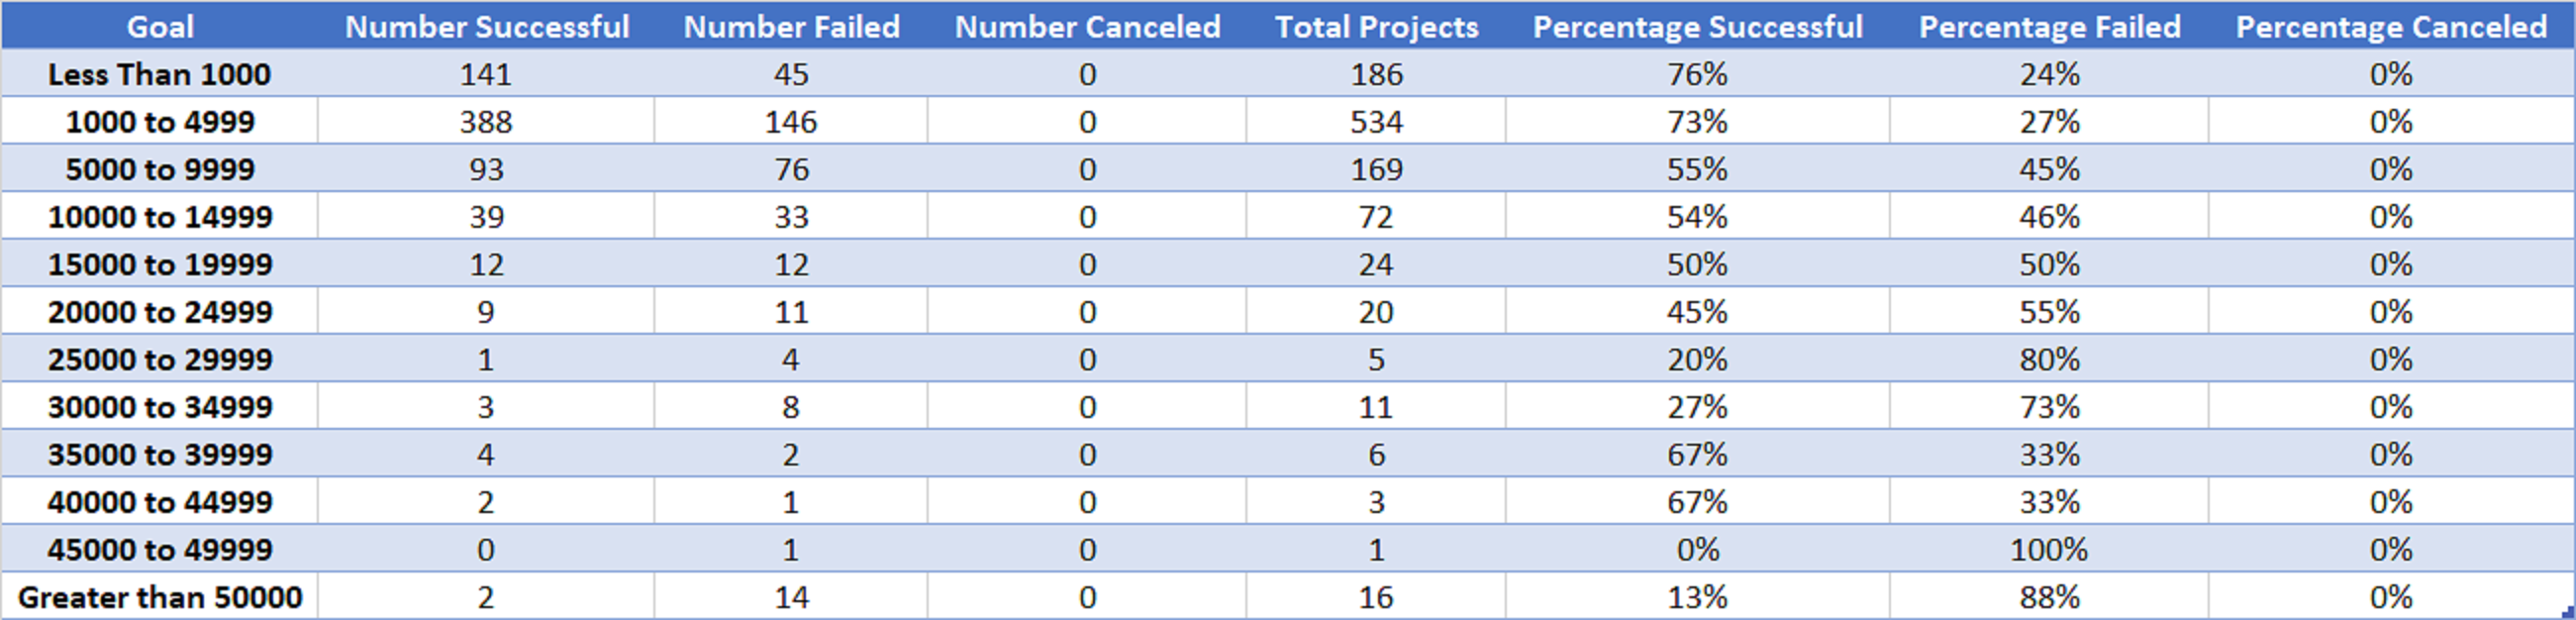 Goal Number Successful Number Failed Number Canceled Total Projects Percentage Successful Percentage Failed Percentage Canceled
Less Than 1000 141 45 0 186 76% 24% 0%
1000 to 4999 388 146 0 534 73% 27% 0%
5000 to 9999 93 76 0 169 55% 45% 0%
10000 to 14999 39 33 0 72 54% 46% 0%
15000 to 19999 12 12 0 24 50% 50% 0%
20000 to 24999 9 11 0 20 45% 55% 0%
25000 to 29999 1 4 0 5 20% 80% 0%
30000 to 34999 3 8 0 11 27% 73% 0%
35000 to 39999 4 2 0 6 67% 33% 0%
40000 to 44999 2 1 0 3 67% 33% 0%
45000 to 49999 0 1 0 1 0% 100% 0%
Greater than 50000 2 14 0 16 13% 88% 0%